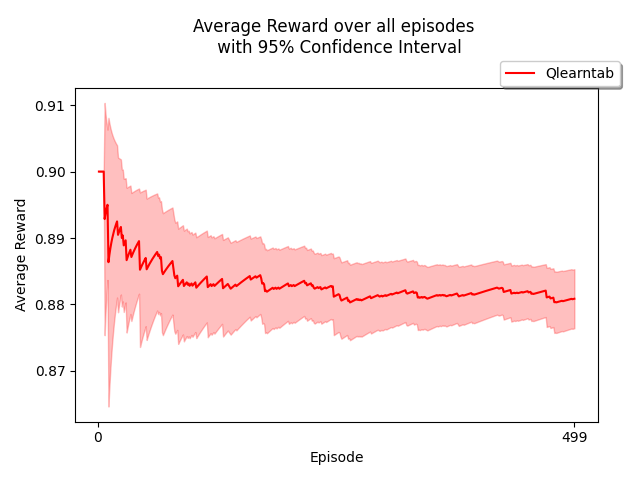 Average Reward over all episodes
with 95% Confidence Interval
Qlearntab
0.91
0.90
0.89
0.88
0.87
Average Reward
0
499
Episode